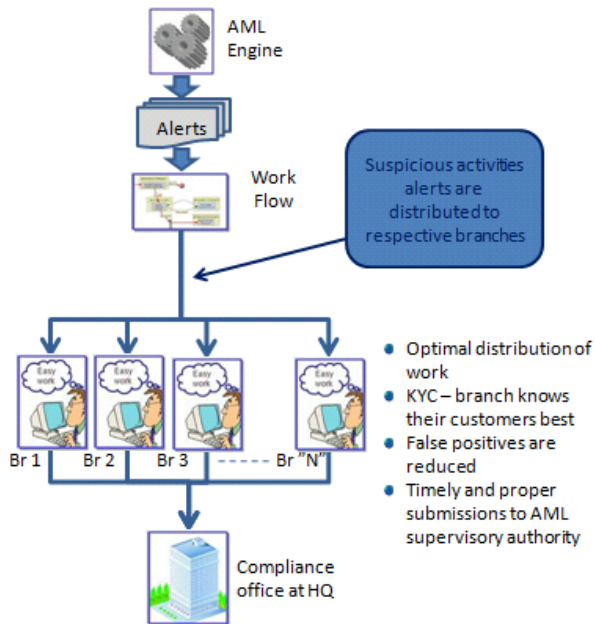 AML
Engine
Alerts
Work
Flow
Suspicious activities
alerts are
distributed to
respective branches
Easy
work
Easy
work
Easy
work
Easy
work
Br 1
Br 2
Br 3
Br "N"
• Optimal distribution of
work
• KYC – branch knows
their customers best
• False positives are
reduced
• Timely and proper
submissions to AML
supervisory authority
Compliance
office at HQ